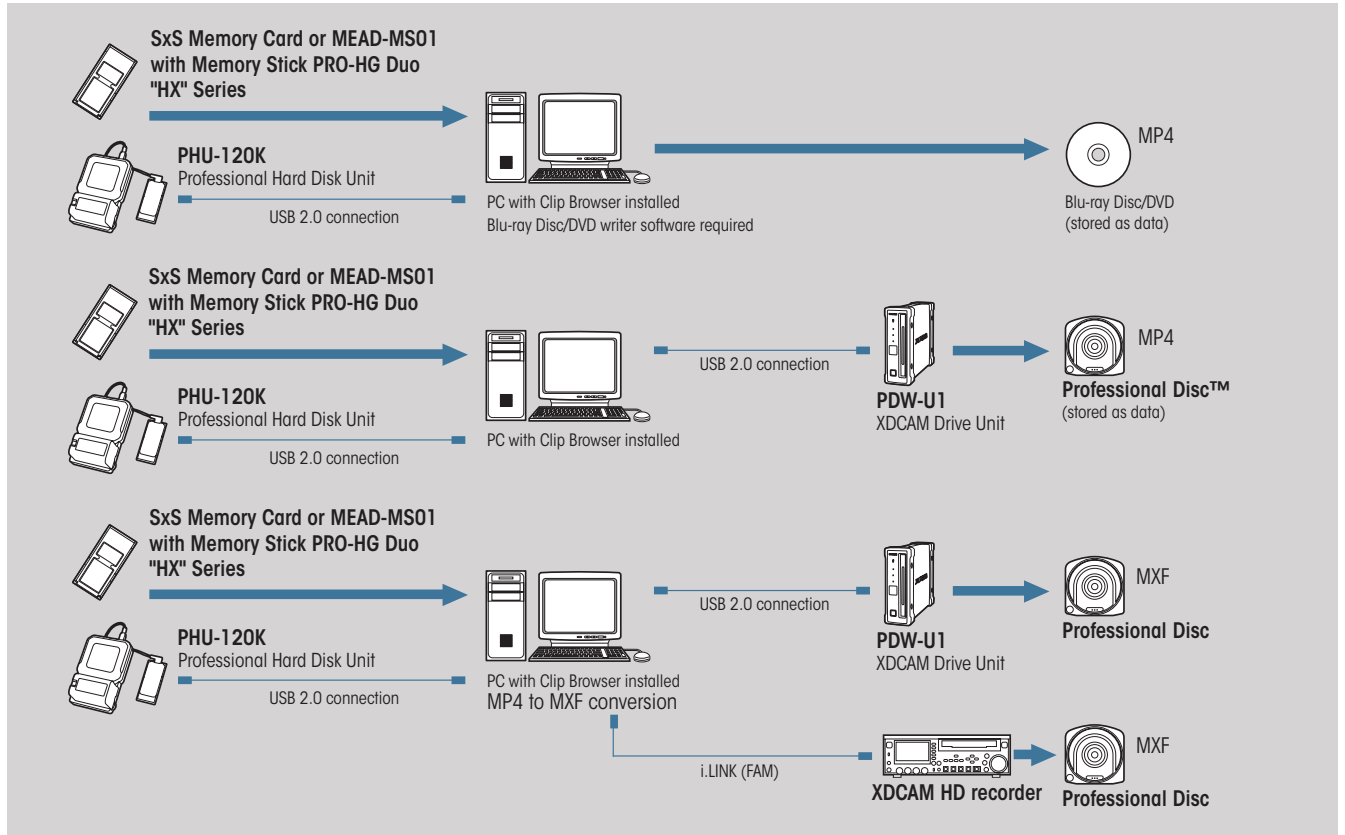 SxS Memory Card or MEAD-MS01
with Memory Stick PRO-HG Duo
"HX" Series
PHU-120K
Professional Hard Disk Unit
USB 2.0 connection
PC with Clip Browser installed
Blu-ray Disc/DVD writer software required
MP4
Blu-ray Disc/DVD
(stored as data)
SxS Memory Card or MEAD-MS01
with Memory Stick PRO-HG Duo
"HX" Series
PHU-120K
Professional Hard Disk Unit
USB 2.0 connection
PC with Clip Browser installed
USB 2.0 connection
PDW-U1
XDCAM Drive Unit
MP4
Professional Disc™
(stored as data)
SxS Memory Card or MEAD-MS01
with Memory Stick PRO-HG Duo
"HX" Series
PHU-120K
Professional Hard Disk Unit
USB 2.0 connection
PC with Clip Browser installed
MP4 to MXF conversion
USB 2.0 connection
PDW-U1
XDCAM Drive Unit
MXF
Professional Disc
i.LINK (FAM)
XDCAM HD recorder
MXF
Professional Disc